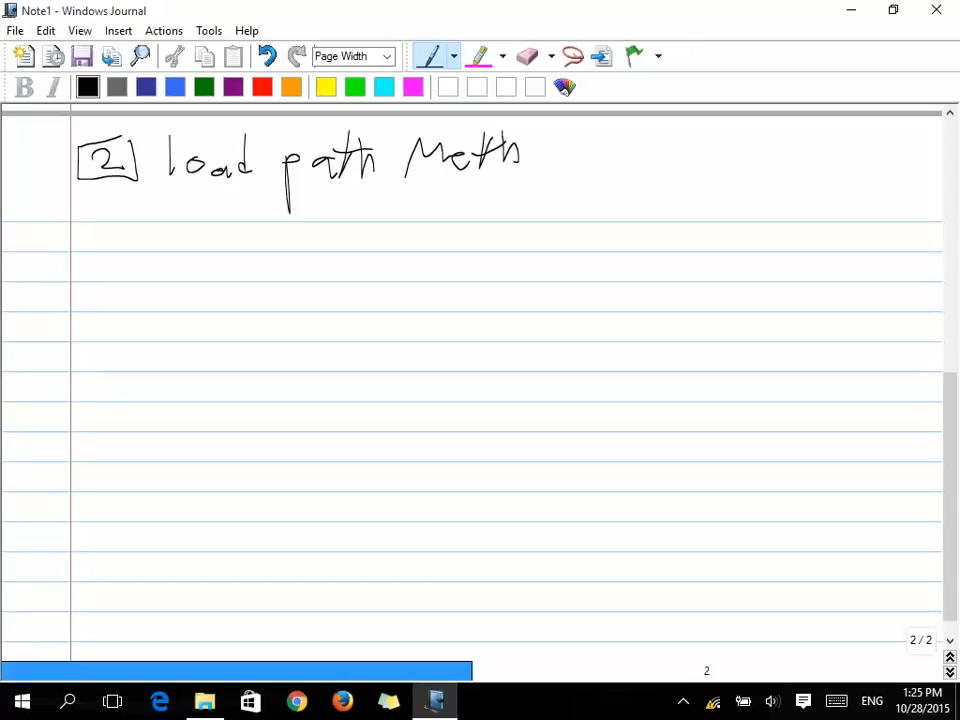 Note1 - Windows Journal
File Edit View Insert Actions Tools Help
Page Width
B I
2 load path Meth
2 / 2
2
ENG
1:25 PM
10/28/2015